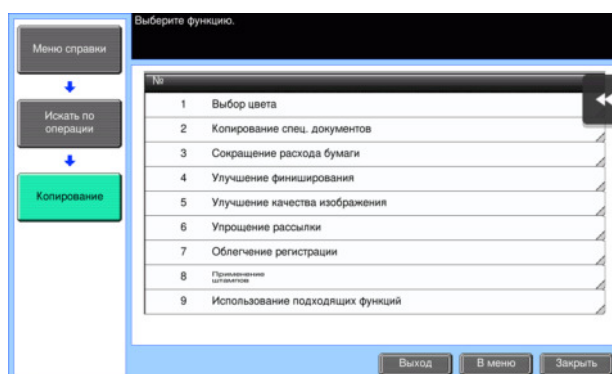 Выберите функцию.
Меню справки
Искать по
операции
Копирование
№
1 Выбор цвета
2 Копирование спец. документов
3 Сокращение расхода бумаги
4 Улучшение финиширования
5 Улучшение качества изображения
6 Упрощение рассылки
7 Облегчение регистрации
8 Применение
штампов
9 Использование подходящих функций
Выход
В меню
Закрыть